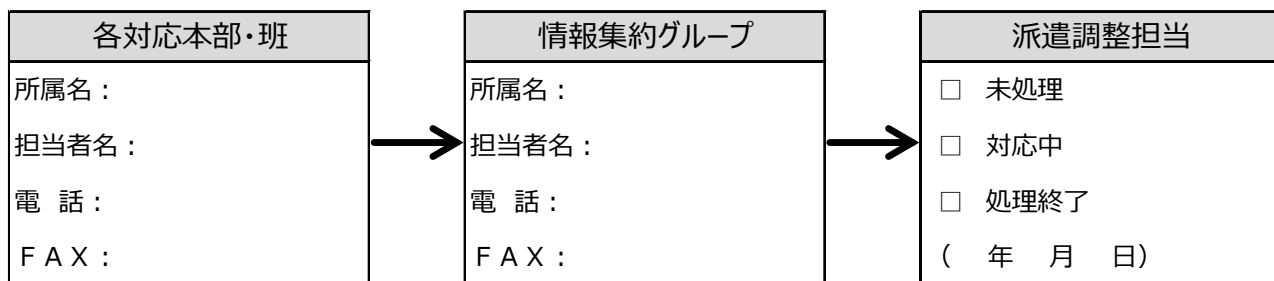 各対応本部・班
所属名：
担当者名：
電 話：
ＦＡＸ：
情報集約グループ
所属名：
担当者名：
電 話：
ＦＡＸ：
派遣調整担当
□ 未処理
□ 対応中
□ 処理終了
( 年 月 日)